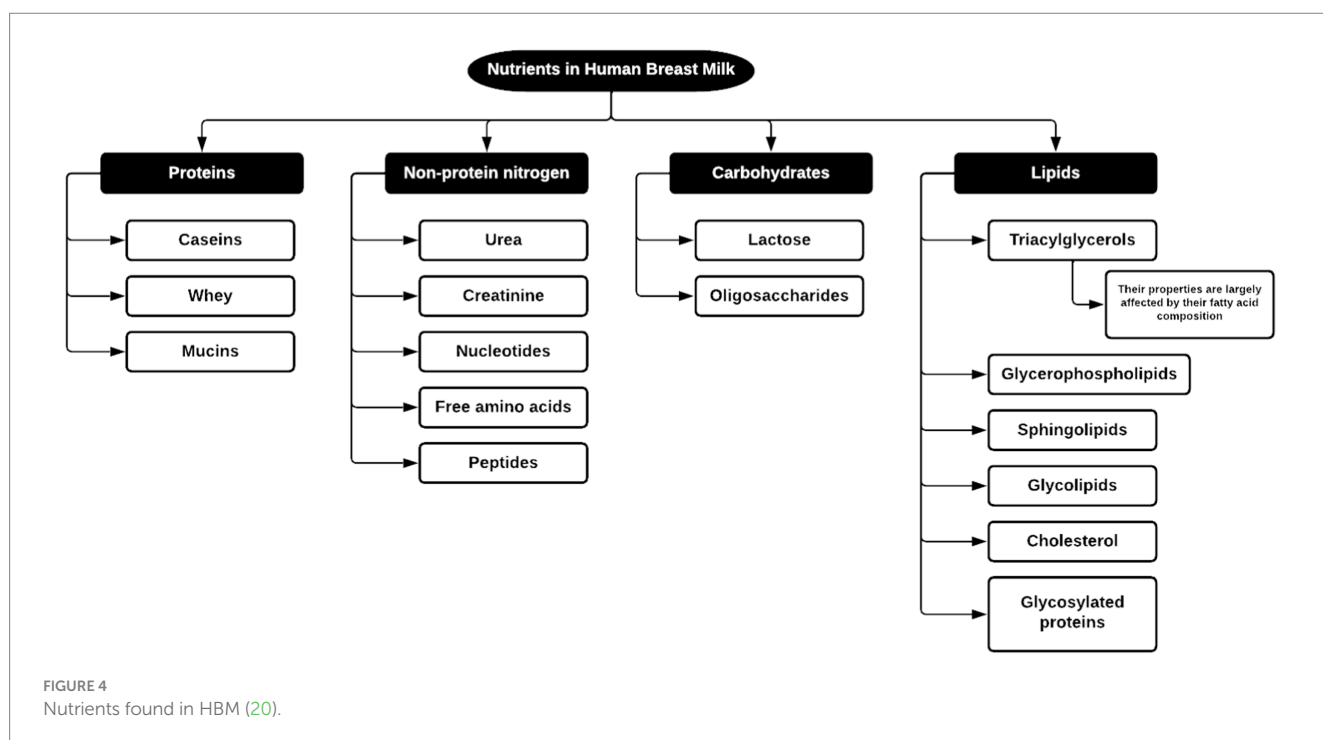 Nutrients in Human Breast Milk
Proteins
Caseins
Whey
Mucins
Non-protein nitrogen
Urea
Creatinine
Nucleotides
Free amino acids
Peptides
Carbohydrates
Lactose
Oligosaccharides
Lipids
Triacylglycerols
Their properties are largely
affected by their fatty acid
composition
Glycerophospholipids
Sphingolipids
Glycolipids
Cholesterol
Glycosylated
proteins
FIGURE 4
Nutrients found in HBM (20).